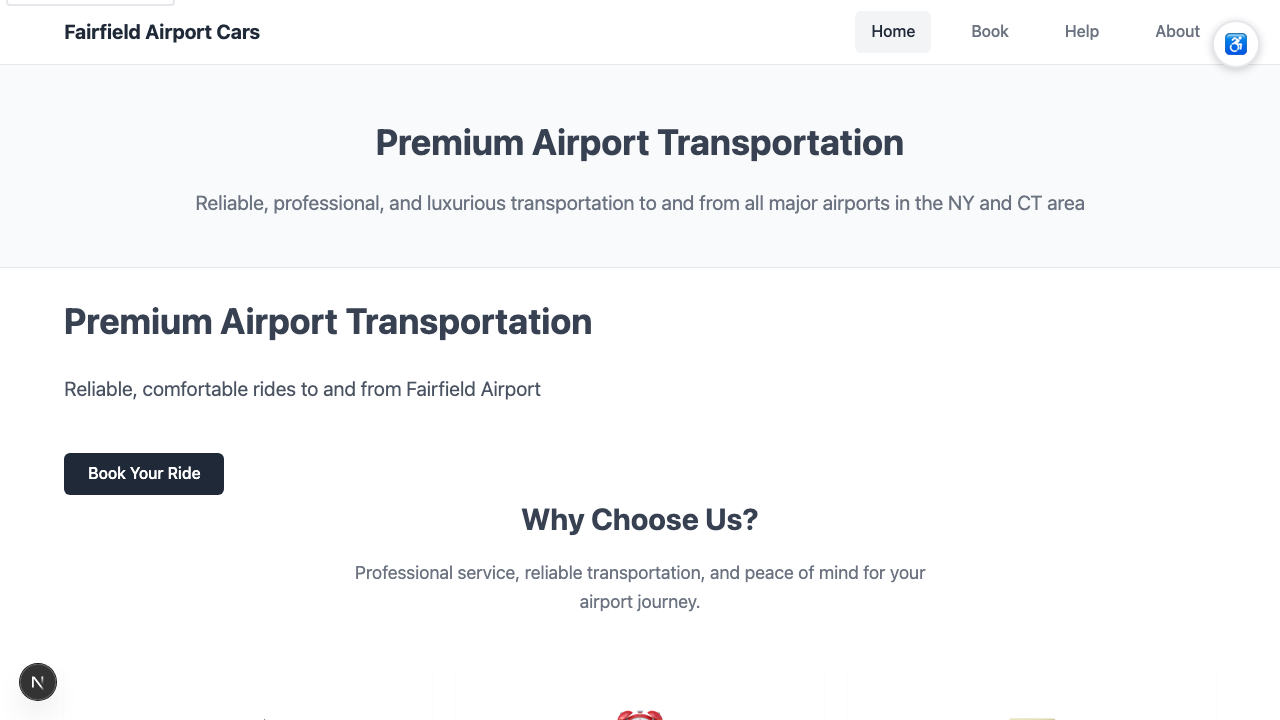 Fairfield Airport Cars
Home
Book
Help
About
Premium Airport Transportation
Reliable, professional, and luxurious transportation to and from all major airports in the NY and CT area
Premium Airport Transportation
Reliable, comfortable rides to and from Fairfield Airport
Book Your Ride
Why Choose Us?
Professional service, reliable transportation, and peace of mind for your
airport journey.
N